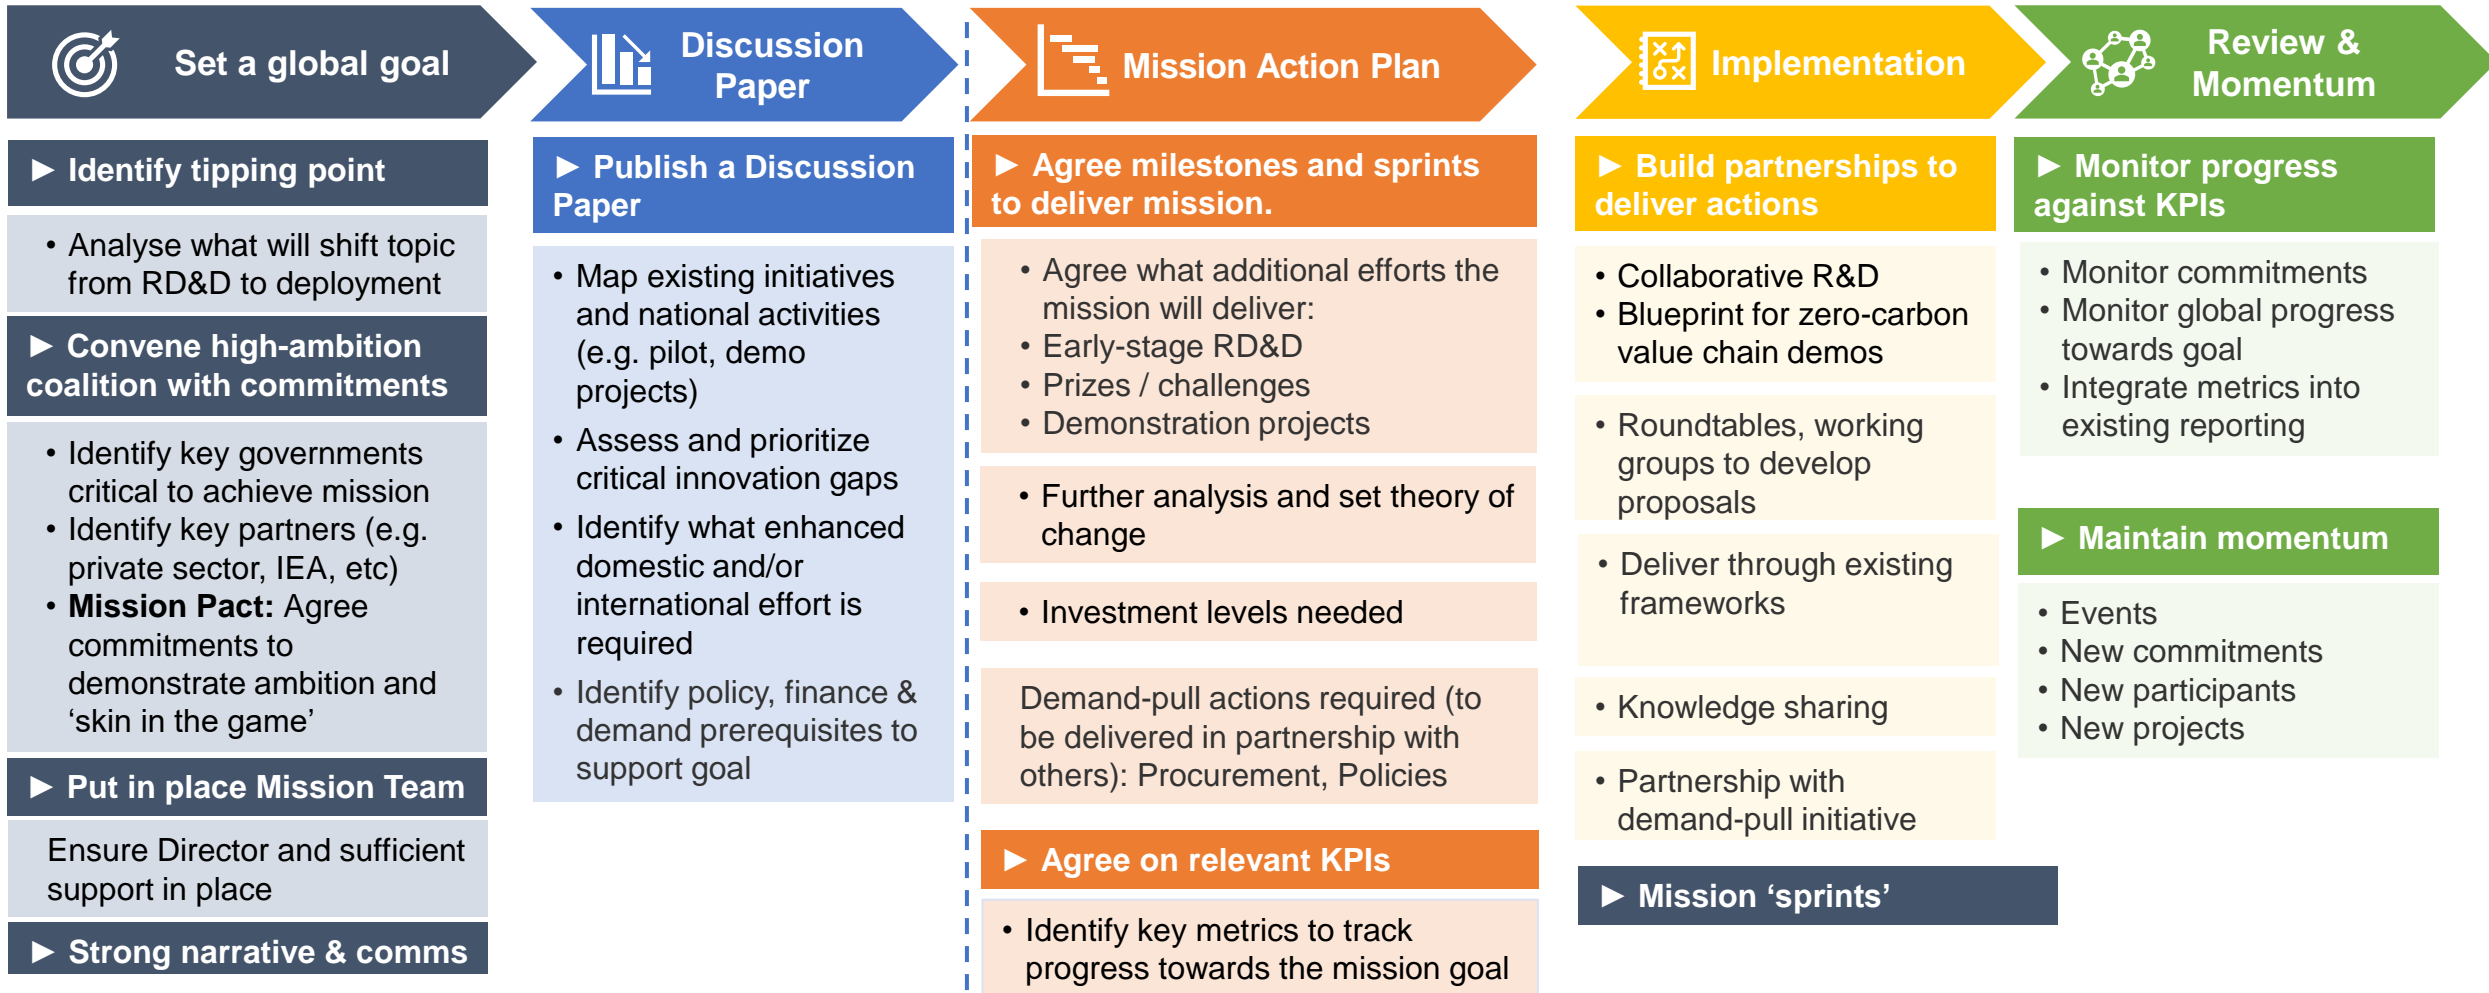 Set a global goal
► Identify tipping point
• Analyse what will shift topic
from RD&D to deployment
► Convene high-ambition
coalition with commitments
• Identify key governments
critical to achieve mission
• Identify key partners (e.g.
private sector, IEA, etc)
• Mission Pact: Agree
commitments to
demonstrate ambition and
‘skin in the game’
► Put in place Mission Team
Ensure Director and sufficient
support in place
► Strong narrative & comms
Discussion
Paper
► Publish a Discussion
Paper
• Map existing initiatives
and national activities
(e.g. pilot, demo
projects)
• Assess and prioritize
critical innovation gaps
• Identify what enhanced
domestic and/or
international effort is
required
• Identify policy, finance &
demand prerequisites to
support goal
Mission Action Plan
► Agree milestones and sprints
to deliver mission.
• Agree what additional efforts the
mission will deliver:
• Early-stage RD&D
• Prizes / challenges
• Demonstration projects
• Further analysis and set theory of
change
• Investment levels needed
Demand-pull actions required (to
be delivered in partnership with
others): Procurement, Policies
► Agree on relevant KPIs
• Identify key metrics to track
progress towards the mission goal
Implementation
► Build partnerships to
deliver actions
• Collaborative R&D
• Blueprint for zero-carbon
value chain demos
• Roundtables, working
groups to develop
proposals
• Deliver through existing
frameworks
• Knowledge sharing
• Partnership with
demand-pull initiative
► Mission ‘sprints’
Review &
Momentum
► Monitor progress
against KPIs
• Monitor commitments
• Monitor global progress
towards goal
• Integrate metrics into
existing reporting
► Maintain momentum
• Events
• New commitments
• New participants
• New projects